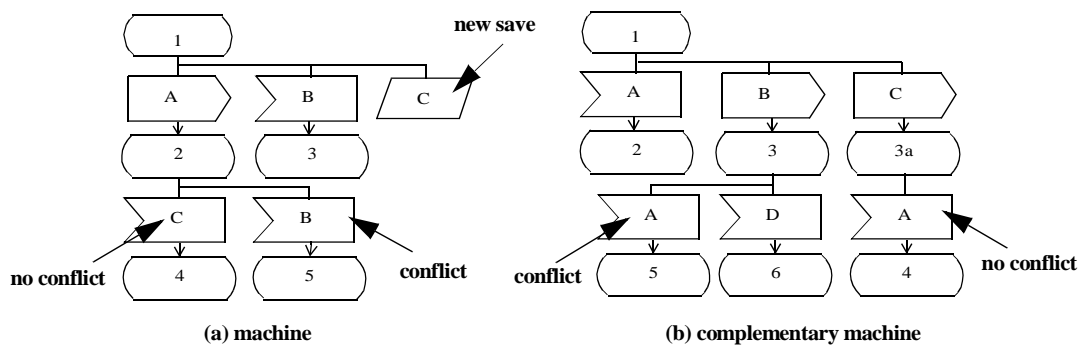 new save
1
A
B
C
2
3
C
B
no conflict
conflict
4
5
(a) machine
1
A
B
C
2
3
3a
A
D
A
conflict
no conflict
5
6
4
(b) complementary machine